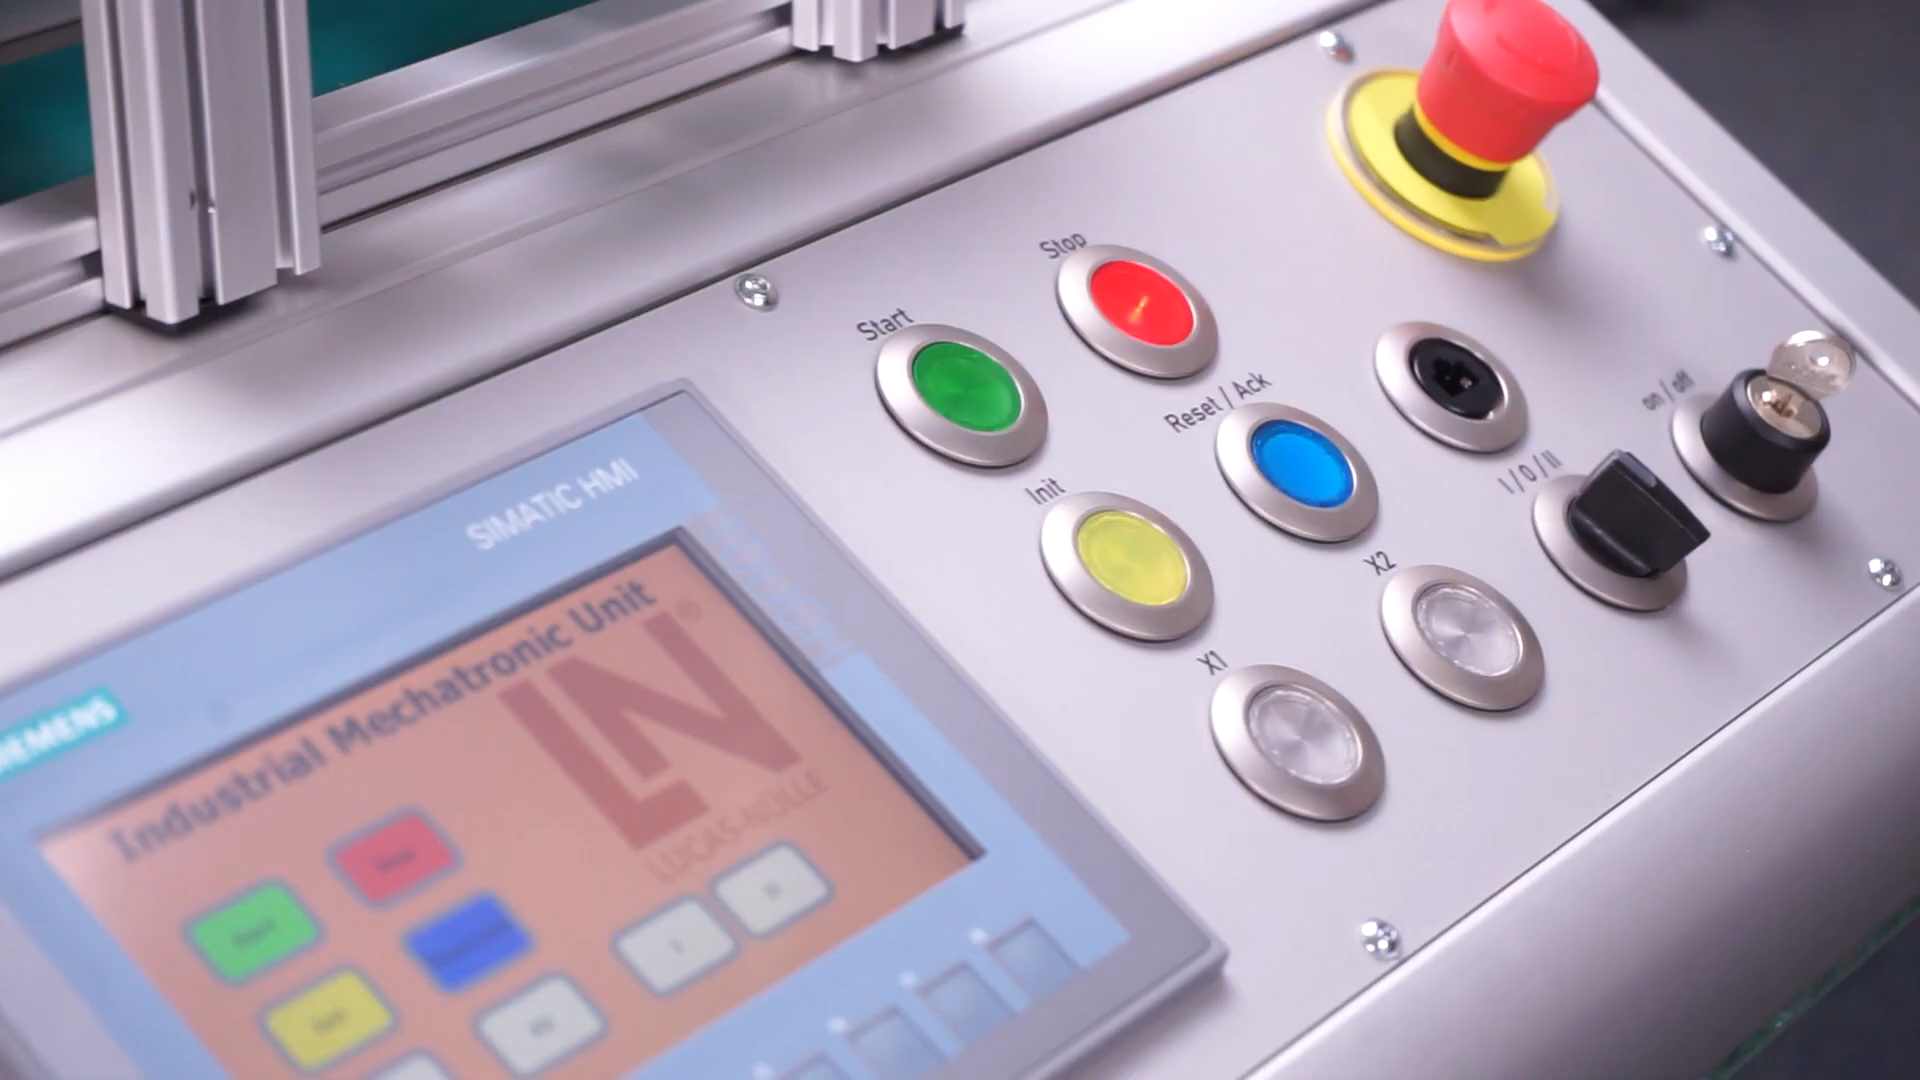 Stop
Start
Reset / Ack
on / off
I / 0 / II
Init
X2
X1
SIMATIC HMI
SIEMENS
TOUCH
Industrial Mechatronic Unit
LN ®
LUCAS-NÜLLE